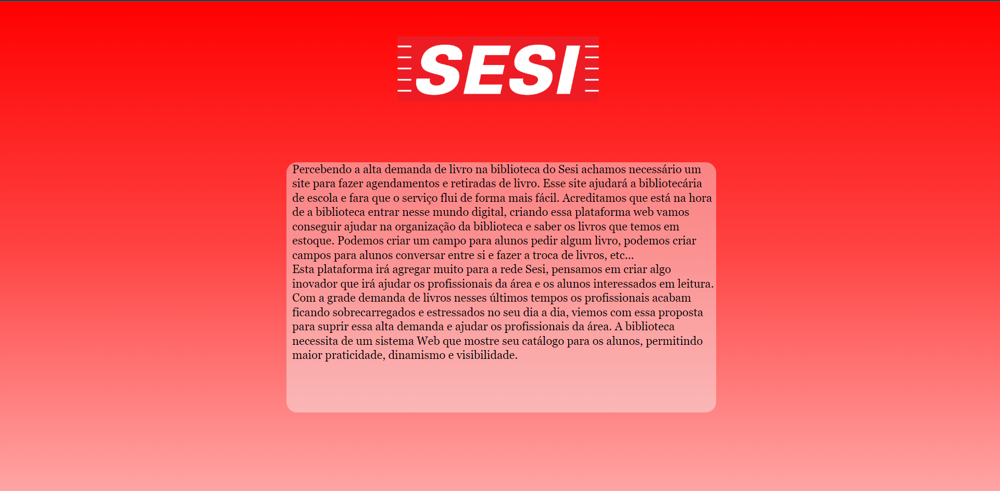 SESI
Percebendo a alta demanda de livro na biblioteca do Sesi achamos necessário um
site para fazer agendamentos e retiradas de livro. Esse site ajudará a bibliotecária
de escola e fara que o serviço flui de forma mais fácil. Acreditamos que está na hora
de a biblioteca entrar nesse mundo digital, criando essa plataforma web vamos
conseguir ajudar na organização da biblioteca e saber os livros que temos em
estoque. Podemos criar um campo para alunos pedir algum livro, podemos criar
campos para alunos conversar entre si e fazer a troca de livros, etc...
Esta plataforma irá agregar muito para a rede Sesi, pensamos em criar algo
inovador que irá ajudar os profissionais da área e os alunos interessados em leitura.
Com a grade demanda de livros nesses últimos tempos os profissionais acabam
ficando sobrecarregados e estressados no seu dia a dia, viemos com essa proposta
para suprir essa alta demanda e ajudar os profissionais da área. A biblioteca
necessita de um sistema Web que mostre seu catálogo para os alunos, permitindo
maior praticidade, dinamismo e visibilidade.